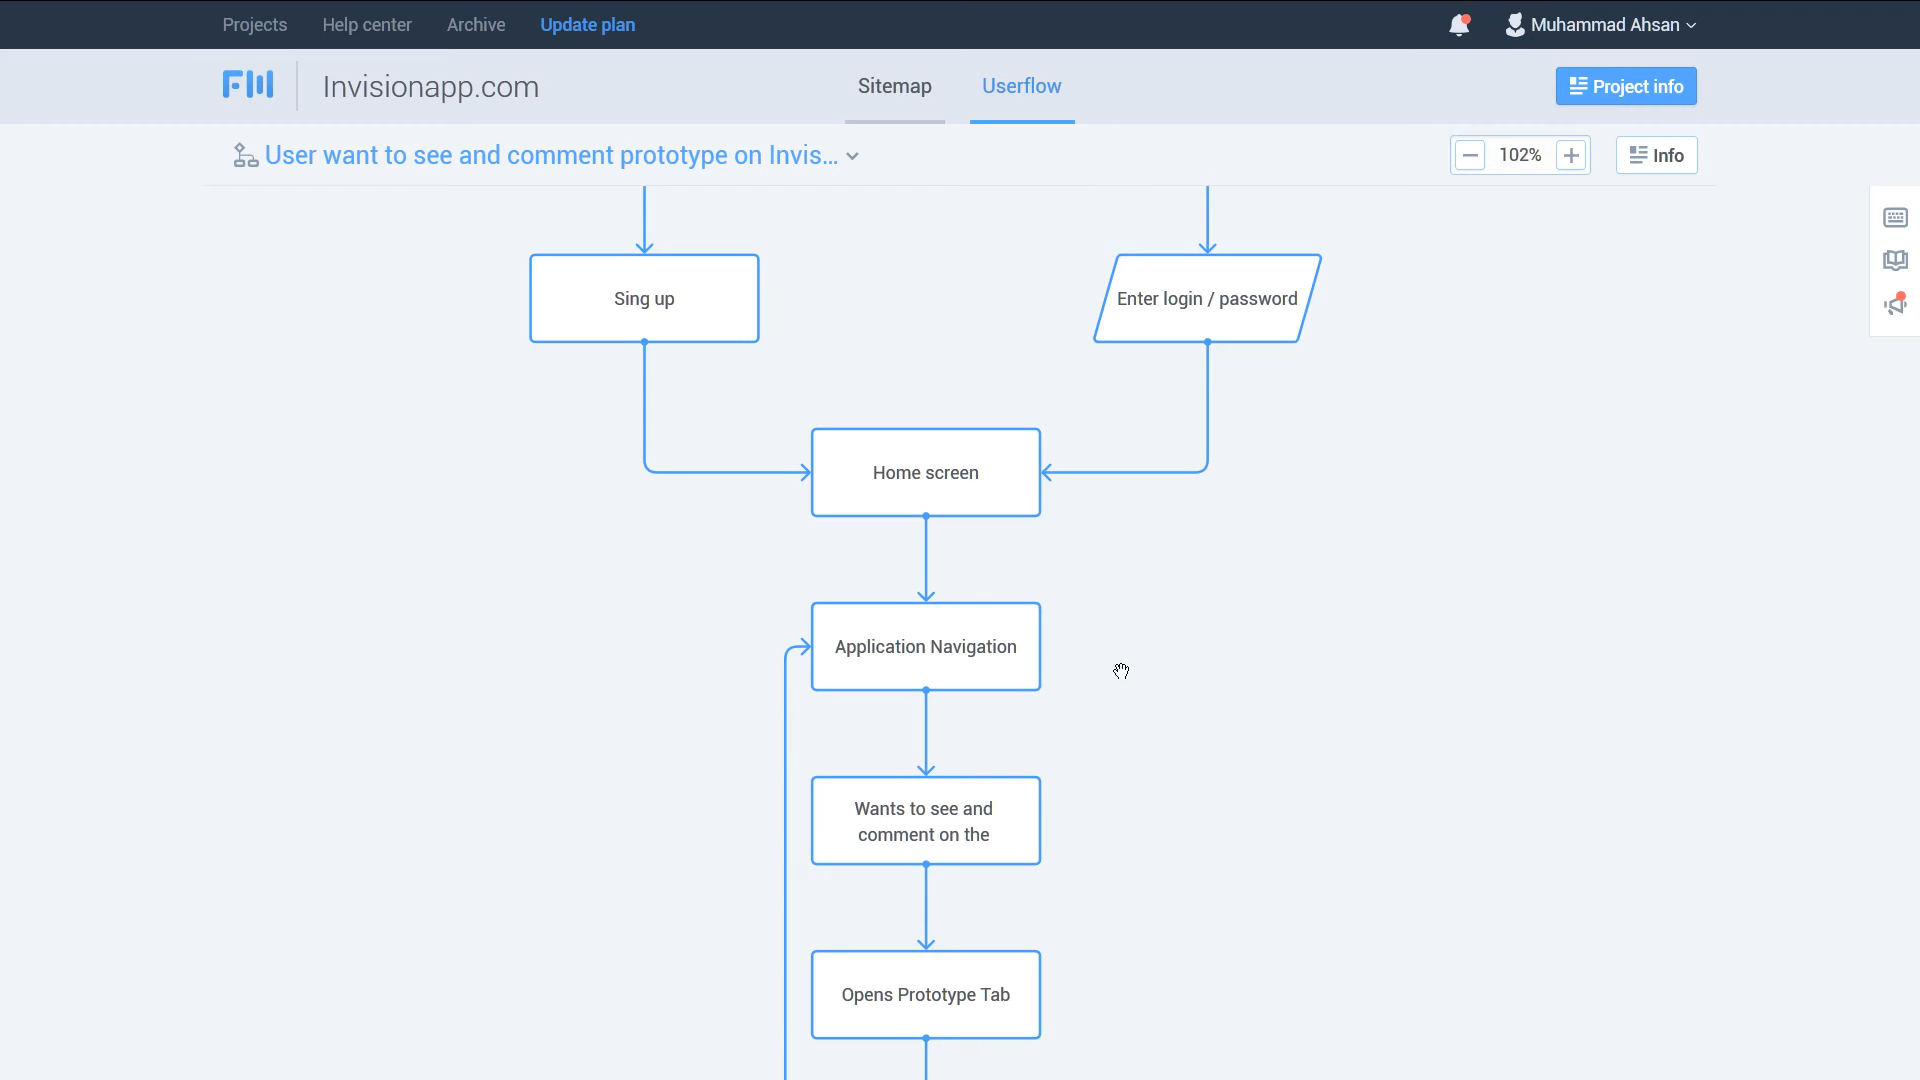 Projects Help center Archive Update plan Muhammad Ahsan
Invisionapp.com Sitemap Userflow Project info
User want to see and comment prototype on Invis... 102% Info
Sing up Enter login / password
Home screen
Application Navigation
Wants to see and
comment on the
Opens Prototype Tab